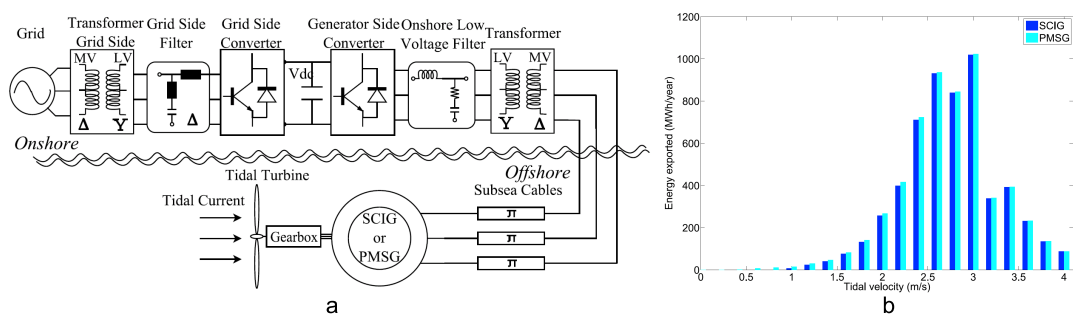 Grid
Transformer
Grid Side
Grid Side
Filter
Grid Side
Converter
Generator Side
Converter
Onshore Low
Voltage Filter
Transformer
MV
LV
Vdc
LV
MV
Δ
Y
Δ
Y
Δ
Onshore
Offshore
Tidal Turbine
Subsea Cables
Tidal Current
Gearbox
SCIG
or
PMSG
π
π
π
a
1200
1000
800
600
400
200
0
Energy exported (MWh/year)
SCIG
PMSG
0
0.5
1
1.5
2
2.5
3
3.5
4
Tidal velocity (m/s)
b